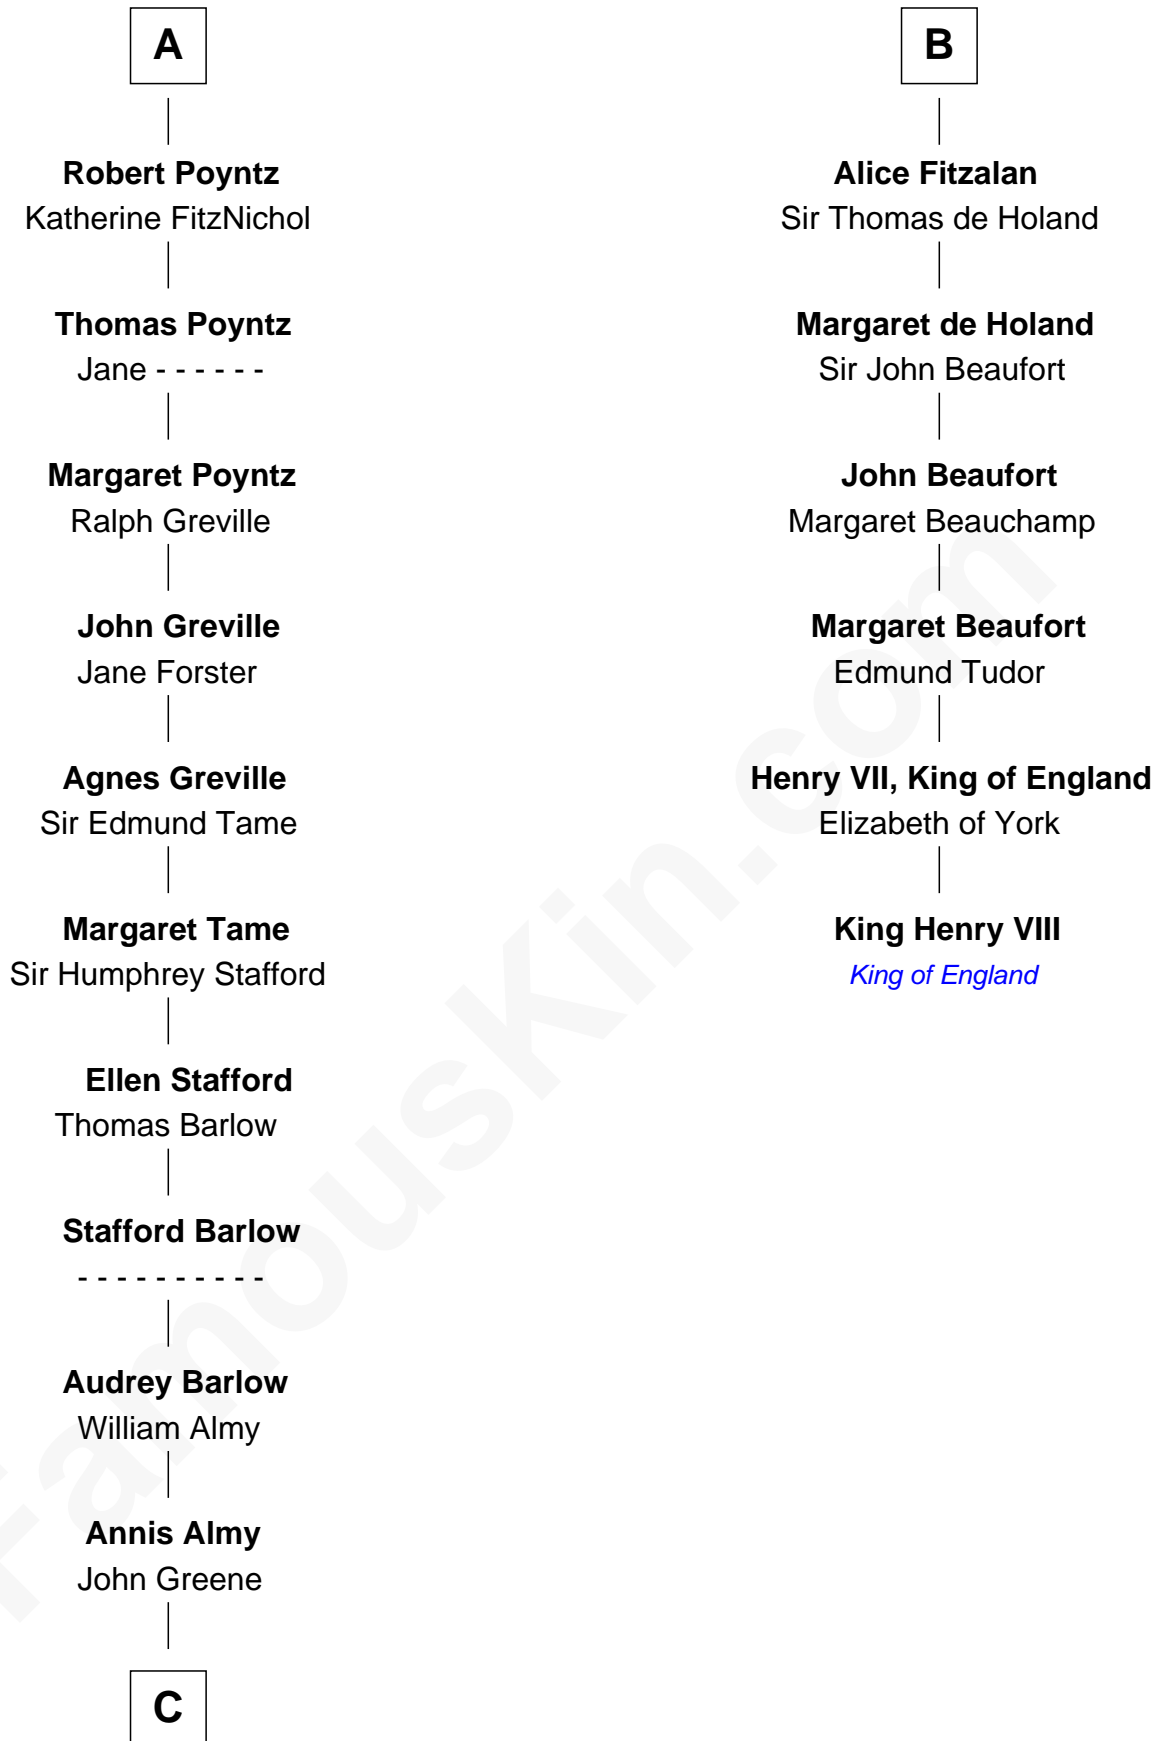 A
Robert Poyntz
Katherine FitzNichol
Thomas Poyntz
Jane - - - - - -
Margaret Poyntz
Ralph Greville
John Greville
Jane Forster
Agnes Greville
Sir Edmund Tame
Margaret Tame
Sir Humphrey Stafford
Ellen Stafford
Thomas Barlow
Stafford Barlow
- - - - - - - - - -
Audrey Barlow
William Almy
Annis Almy
John Greene
C
B
Alice Fitzalan
Sir Thomas de Holand
Margaret de Holand
Sir John Beaufort
John Beaufort
Margaret Beauchamp
Margaret Beaufort
Edmund Tudor
Henry VII, King of England
Elizabeth of York
King Henry VIII
King of England
FamousKin.com